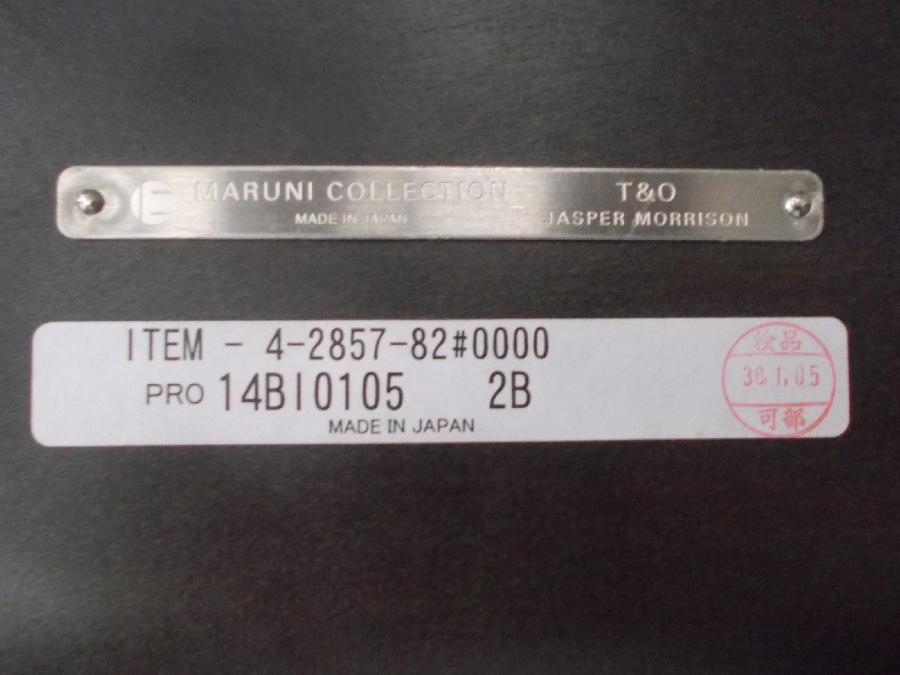 MARUNI COLLECTION
MADE IN JAPAN
T&O
JASPER MORRISON
ITEM - 4-2857-82#0000
PRO 14BI0105 2B
MADE IN JAPAN
検品
30.1.05
可部